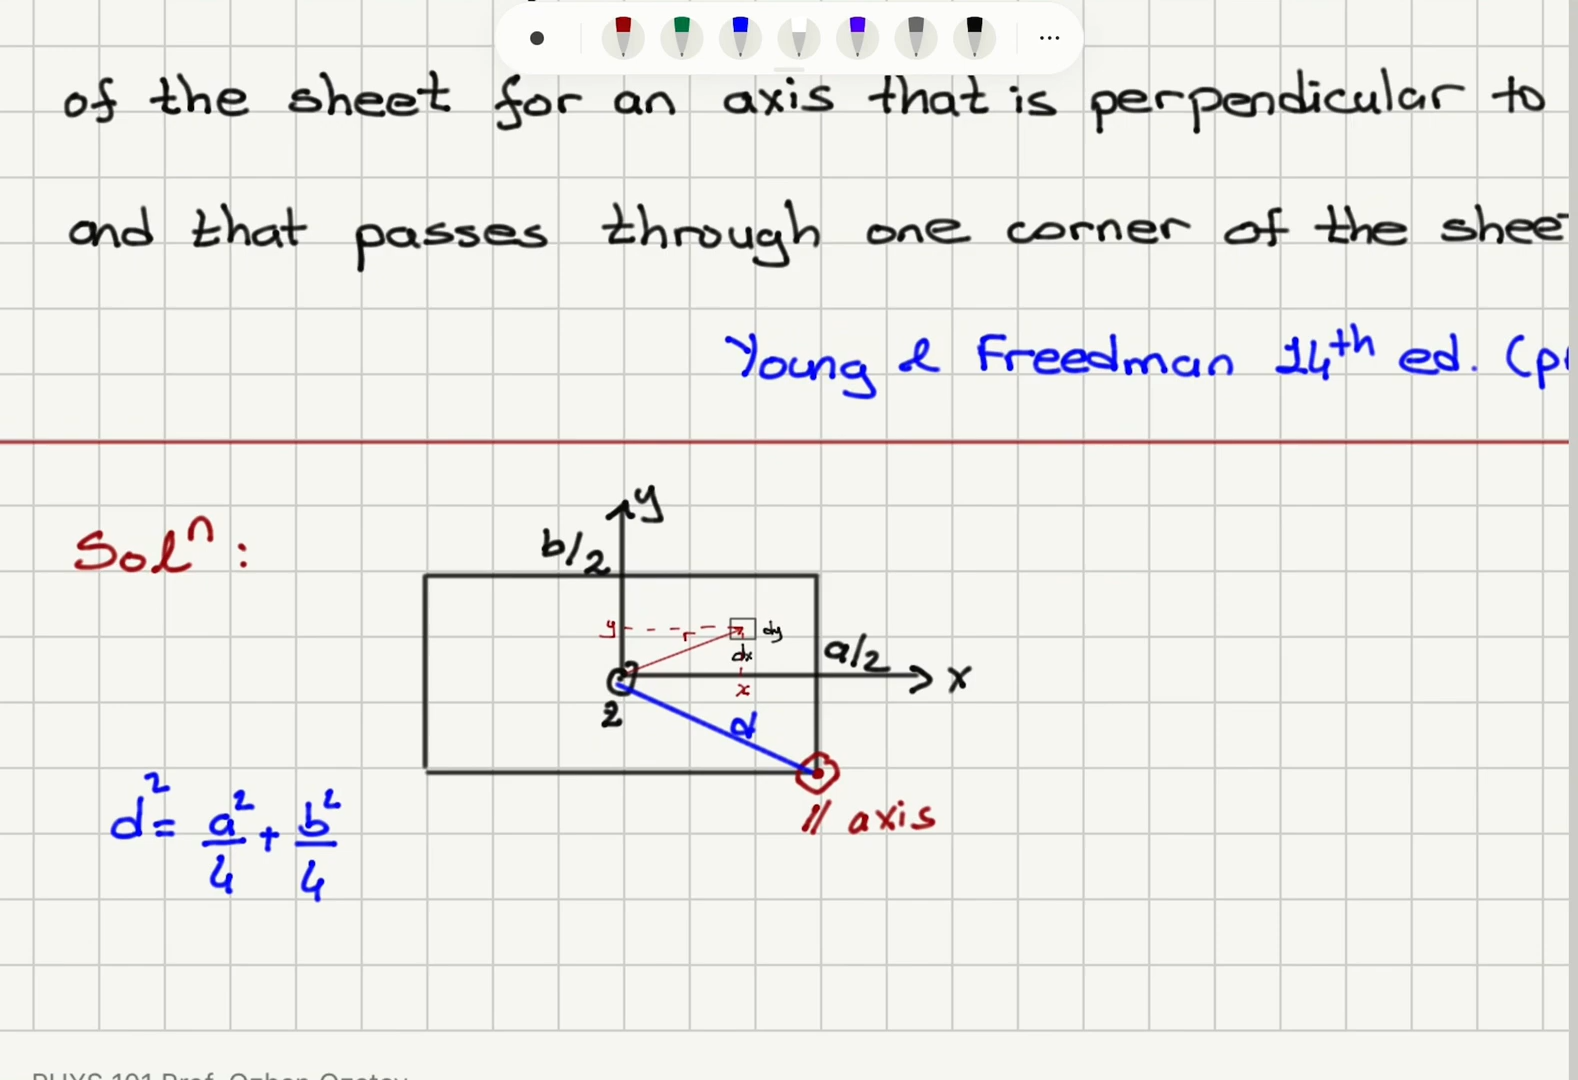 of the sheet for an axis that is perpendicular to
and that passes through one corner of the shee
Young & Freedman 14th ed. (p
Solⁿ :
y
b/2
y
r
dy
dx
a/2
x
x
z
d
// axis
d² = a²/4 + b²/4